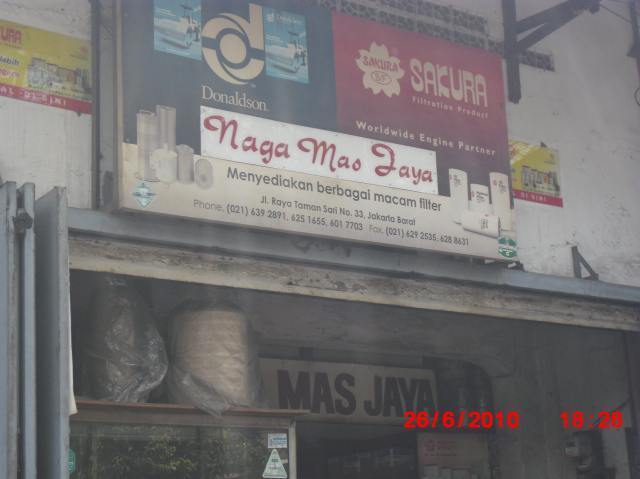 Donaldson.
SAKURA
SF
SAKURA
Filtration Product
Worldwide Engine Partner
Naga Mas Jaya
Menyediakan berbagai macam filter
Jl. Raya Taman Sari No. 33, Jakarta Barat
Phone. (021) 639 2891, 625 1655, 601 7703 Fax. (021) 629 2535, 628 8631
MAS JAYA
26/6/2010 18:28